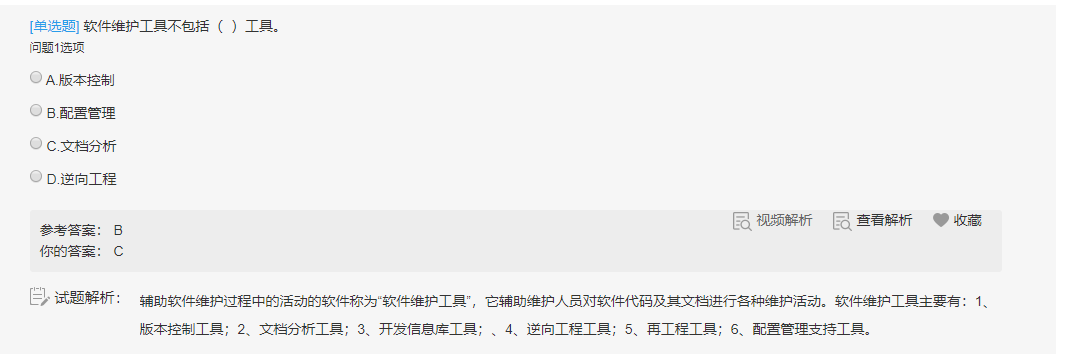 [单选题] 软件维护工具不包括（ ）工具。
问题1选项
A.版本控制
B.配置管理
C.文档分析
D.逆向工程
视频解析 查看解析 收藏
参考答案： B
你的答案： C
试题解析： 辅助软件维护过程中的活动的软件称为“软件维护工具”，它辅助维护人员对软件代码及其文档进行各种维护活动。软件维护工具主要有：1、
版本控制工具；2、文档分析工具；3、开发信息库工具；、4、逆向工程工具；5、再工程工具；6、配置管理支持工具。